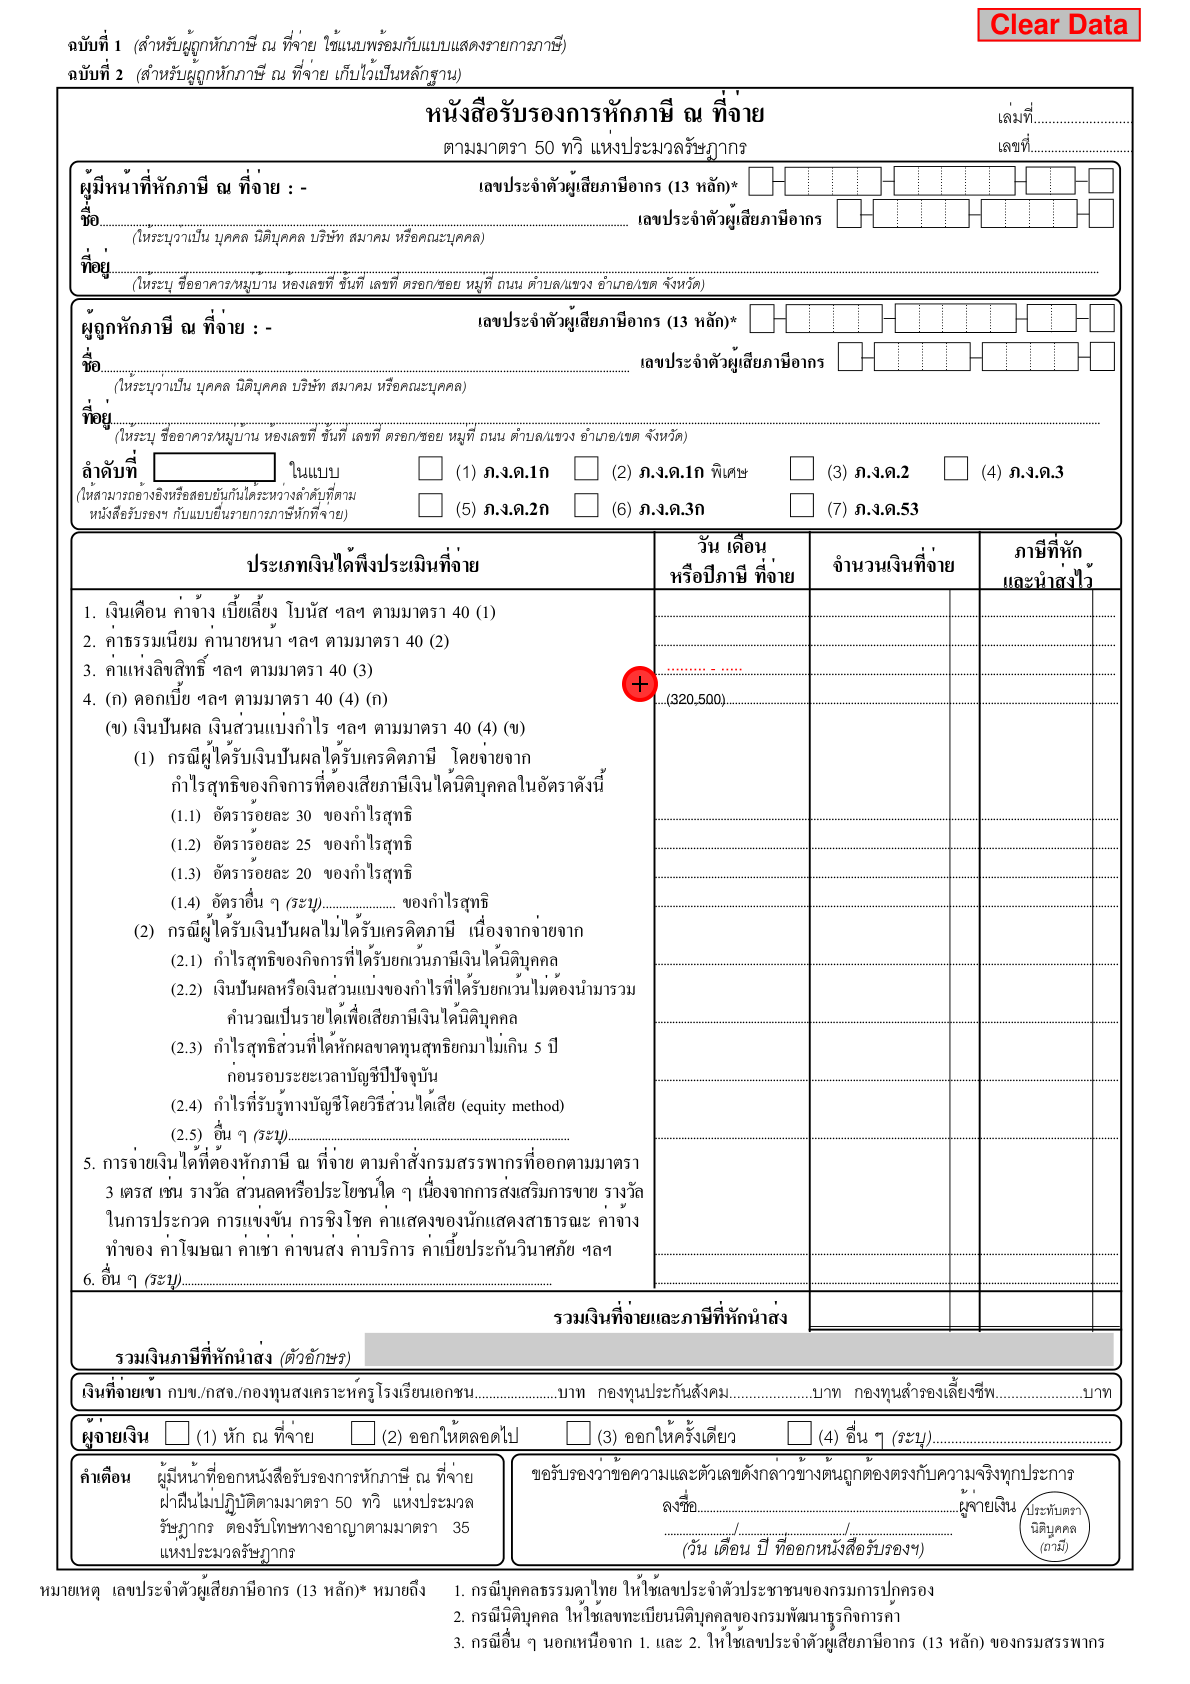 Clear Data
ฉบับที่ 1 (สำหรับผู้ถูกหักภาษี ณ ที่จ่าย ใช้แนบพร้อมกับแบบแสดงรายการภาษี)
ฉบับที่ 2 (สำหรับผู้ถูกหักภาษี ณ ที่จ่าย เก็บไว้เป็นหลักฐาน)
หนังสือรับรองการหักภาษี ณ ที่จ่าย
เล่มที่..........................
ตามมาตรา 50 ทวิ แห่งประมวลรัษฎากร
เลขที่............................
ผู้มีหน้าที่หักภาษี ณ ที่จ่าย : -
เลขประจำตัวผู้เสียภาษีอากร (13 หลัก)*
ชื่อ.......................... เลขประจำตัวผู้เสียภาษีอากร
(ให้ระบุว่าเป็น บุคคล นิติบุคคล บริษัท สมาคม หรือคณะบุคคล)
ที่อยู่..........................
(ให้ระบุ ชื่ออาคาร/หมู่บ้าน ห้องเลขที่ ชั้นที่ เลขที่ ตรอก/ซอย หมู่ที่ ถนน ตำบล/แขวง อำเภอ/เขต จังหวัด)
ผู้ถูกหักภาษี ณ ที่จ่าย : -
เลขประจำตัวผู้เสียภาษีอากร (13 หลัก)*
ชื่อ.......................... เลขประจำตัวผู้เสียภาษีอากร
(ให้ระบุว่าเป็น บุคคล นิติบุคคล บริษัท สมาคม หรือคณะบุคคล)
ที่อยู่..........................
(ให้ระบุ ชื่ออาคาร/หมู่บ้าน ห้องเลขที่ ชั้นที่ เลขที่ ตรอก/ซอย หมู่ที่ ถนน ตำบล/แขวง อำเภอ/เขต จังหวัด)
ลำดับที่ ในแบบ (1) ภ.ง.ด.1ก (2) ภ.ง.ด.1ก พิเศษ (3) ภ.ง.ด.2 (4) ภ.ง.ด.3
(ให้สามารถอ้างอิงหรือสอบยันกันได้ระหว่างลำดับที่ตาม
หนังสือรับรองฯ กับแบบยื่นรายการภาษีหักที่จ่าย)
(5) ภ.ง.ด.2ก (6) ภ.ง.ด.3ก (7) ภ.ง.ด.53
ประเภทเงินได้พึงประเมินที่จ่าย
วัน เดือน
หรือปีภาษี ที่จ่าย
จำนวนเงินที่จ่าย
ภาษีที่หัก
และนำส่งไว้
1. เงินเดือน ค่าจ้าง เบี้ยเลี้ยง โบนัส ฯลฯ ตามมาตรา 40 (1)
2. ค่าธรรมเนียม ค่านายหน้า ฯลฯ ตามมาตรา 40 (2)
3. ค่าแห่งลิขสิทธิ์ ฯลฯ ตามมาตรา 40 (3) ......... - .....
4. (ก) ดอกเบี้ย ฯลฯ ตามมาตรา 40 (4) (ก) (320,500)
(ข) เงินปันผล เงินส่วนแบ่งกำไร ฯลฯ ตามมาตรา 40 (4) (ข)
(1) กรณีผู้ได้รับเงินปันผลได้รับเครดิตภาษี โดยจ่ายจาก
กำไรสุทธิของกิจการที่ต้องเสียภาษีเงินได้นิติบุคคลในอัตราดังนี้
(1.1) อัตราร้อยละ 30 ของกำไรสุทธิ
(1.2) อัตราร้อยละ 25 ของกำไรสุทธิ
(1.3) อัตราร้อยละ 20 ของกำไรสุทธิ
(1.4) อัตราอื่น ๆ (ระบุ)...................... ของกำไรสุทธิ
(2) กรณีผู้ได้รับเงินปันผลไม่ได้รับเครดิตภาษี เนื่องจากจ่ายจาก
(2.1) กำไรสุทธิของกิจการที่ได้รับยกเว้นภาษีเงินได้นิติบุคคล
(2.2) เงินปันผลหรือเงินส่วนแบ่งของกำไรที่ได้รับยกเว้นไม่ต้องนำมารวม
คำนวณเป็นรายได้เพื่อเสียภาษีเงินได้นิติบุคคล
(2.3) กำไรสุทธิส่วนที่ได้หักผลขาดทุนสุทธิยกมาไม่เกิน 5 ปี
ก่อนรอบระยะเวลาบัญชีปีปัจจุบัน
(2.4) กำไรที่รับรู้ทางบัญชีโดยวิธีส่วนได้เสีย (equity method)
(2.5) อื่น ๆ (ระบุ)..........................
5. การจ่ายเงินได้ที่ต้องหักภาษี ณ ที่จ่าย ตามคำสั่งกรมสรรพากรที่ออกตามมาตรา
3 เตรส เช่น รางวัล ส่วนลดหรือประโยชน์ใด ๆ เนื่องจากการส่งเสริมการขาย รางวัล
ในการประกวด การแข่งขัน การชิงโชค ค่าแสดงของนักแสดงสาธารณะ ค่าจ้าง
ทำของ ค่าโฆษณา ค่าเช่า ค่าขนส่ง ค่าบริการ ค่าเบี้ยประกันวินาศภัย ฯลฯ
6. อื่น ๆ (ระบุ)..........................
รวมเงินที่จ่ายและภาษีที่หักนำส่ง
รวมเงินภาษีที่หักนำส่ง (ตัวอักษร)
เงินที่จ่ายเข้า กบข./กสจ./กองทุนสงเคราะห์ครูโรงเรียนเอกชน....................บาท กองทุนประกันสังคม....................บาท กองทุนสำรองเลี้ยงชีพ.....................บาท
ผู้จ่ายเงิน (1) หัก ณ ที่จ่าย (2) ออกให้ตลอดไป (3) ออกให้ครั้งเดียว (4) อื่น ๆ (ระบุ)..........................
คำเตือน ผู้มีหน้าที่ออกหนังสือรับรองการหักภาษี ณ ที่จ่าย
ฝ่าฝืนไม่ปฏิบัติตามมาตรา 50 ทวิ แห่งประมวล
รัษฎากร ต้องรับโทษทางอาญาตามมาตรา 35
แห่งประมวลรัษฎากร
ขอรับรองว่าข้อความและตัวเลขดังกล่าวข้างต้นถูกต้องตรงกับความจริงทุกประการ
ลงชื่อ..........................ผู้จ่ายเงิน
................../............................/..........................
(วัน เดือน ปี ที่ออกหนังสือรับรองฯ)
ประทับตรา
นิติบุคคล
(ถ้ามี)
หมายเหตุ เลขประจำตัวผู้เสียภาษีอากร (13 หลัก)* หมายถึง 1. กรณีบุคคลธรรมดาไทย ให้ใช้เลขประจำตัวประชาชนของกรมการปกครอง
2. กรณีนิติบุคคล ให้ใช้เลขทะเบียนนิติบุคคลของกรมพัฒนาธุรกิจการค้า
3. กรณีอื่น ๆ นอกเหนือจาก 1. และ 2. ให้ใช้เลขประจำตัวผู้เสียภาษีอากร (13 หลัก) ของกรมสรรพากร